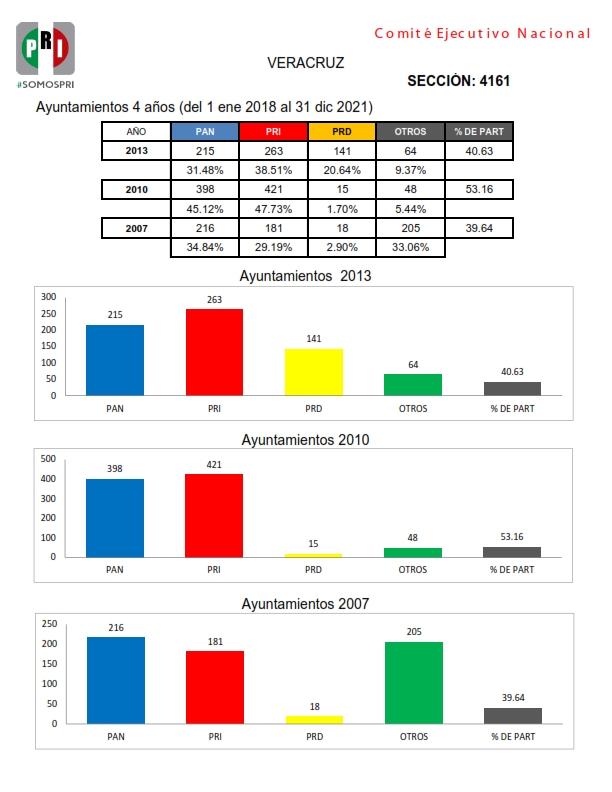 Comité Ejecutivo Nacional
PRI
#SOMOSPRI
VERACRUZ
SECCIÓN: 4161
Ayuntamientos 4 años (del 1 ene 2018 al 31 dic 2021)
AÑO PAN PRI PRD OTROS % DE PART
2013 215 263 141 64 40.63
31.48% 38.51% 20.64% 9.37%
2010 398 421 15 48 53.16
45.12% 47.73% 1.70% 5.44%
2007 216 181 18 205 39.64
34.84% 29.19% 2.90% 33.06%
Ayuntamientos 2013
300
250
200
150
100
50
0
215 263 141 64 40.63
PAN PRI PRD OTROS % DE PART
Ayuntamientos 2010
500
400
300
200
100
0
398 421 15 48 53.16
PAN PRI PRD OTROS % DE PART
Ayuntamientos 2007
250
200
150
100
50
0
216 181 18 205 39.64
PAN PRI PRD OTROS % DE PART